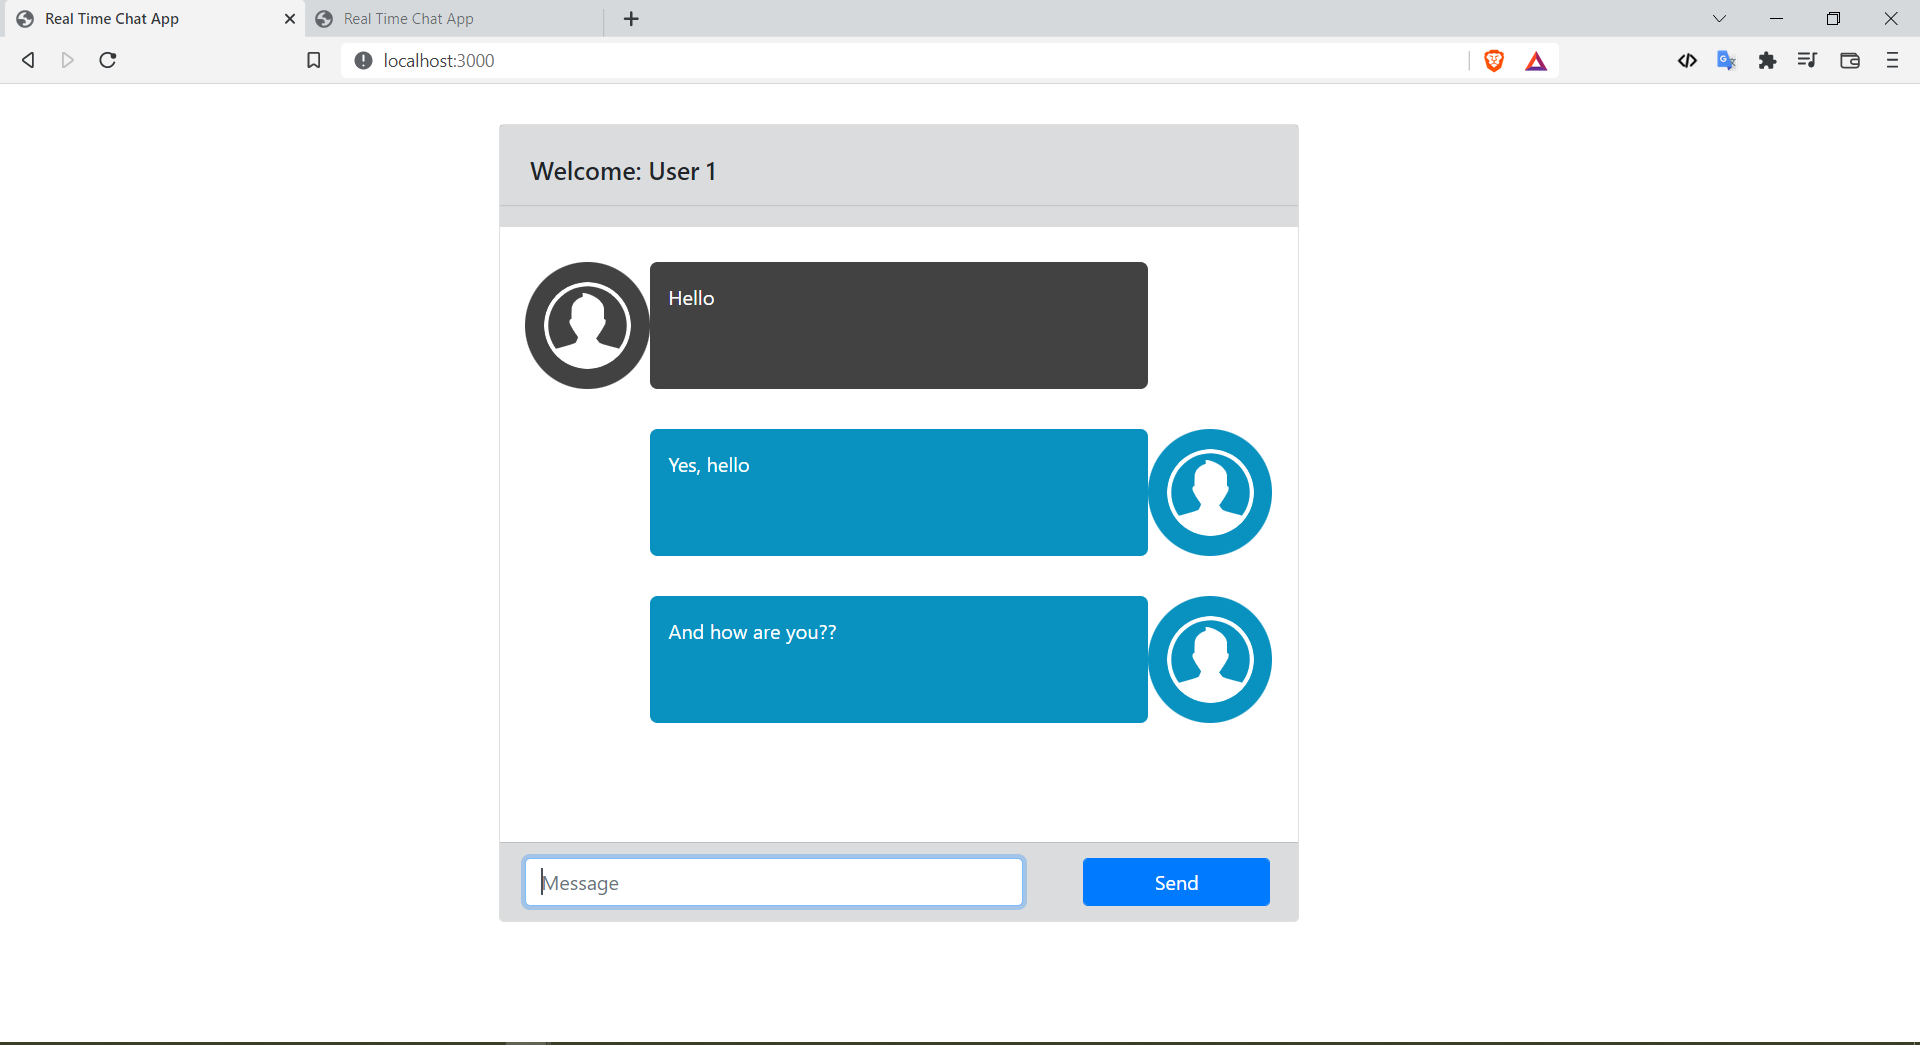 Real Time Chat App
Real Time Chat App
localhost:3000
Welcome: User 1
Hello
Yes, hello
And how are you??
Message
Send